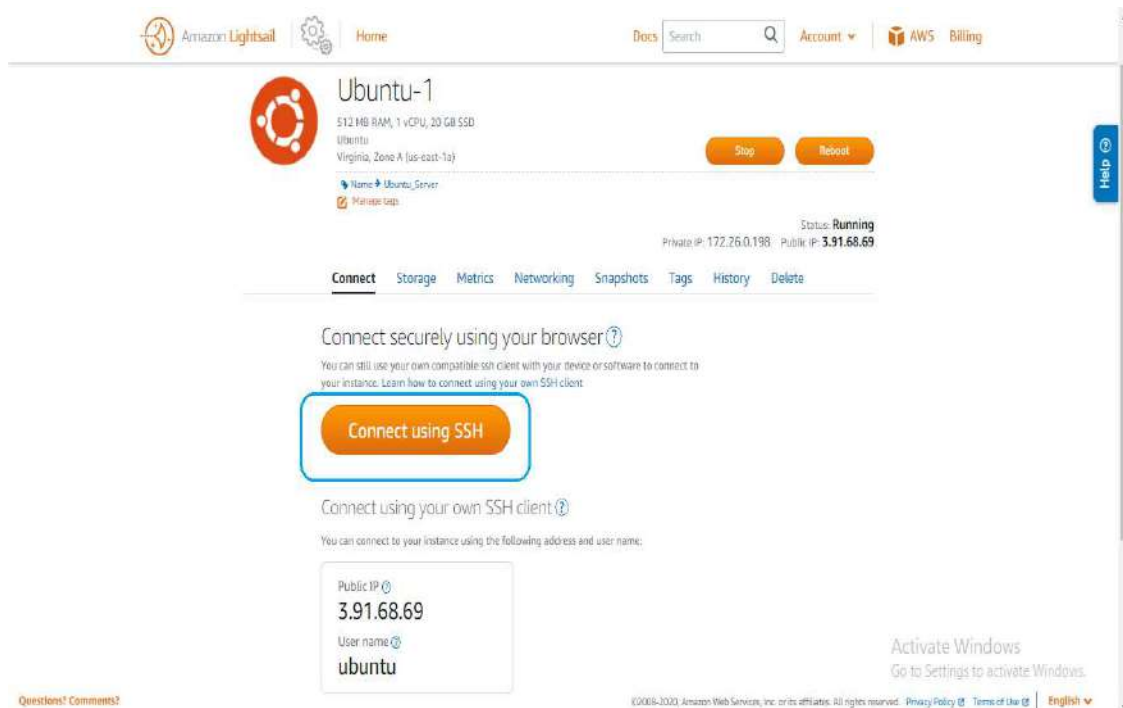 Amazon Lightsail Home Docs Search Account AWS Billing
Ubuntu-1
512 MB RAM, 1 vCPU, 20 GB SSD
Ubuntu
Virginia, Zone A (us-east-1a)
Stop Reboot
Name Ubuntu_Server
Manage tags
Help ?
Status: Running
Private IP: 172.26.0.198 Public IP: 3.91.68.69
Connect Storage Metrics Networking Snapshots Tags History Delete
Connect securely using your browser ?
You can still use your own compatible ssh client with your device or software to connect to
your instance. Learn how to connect using your own SSH client
Connect using SSH
Connect using your own SSH client ?
You can connect to your instance using the following address and user name:
Public IP ?
3.91.68.69
User name ?
ubuntu
Activate Windows
Go to Settings to activate Windows.
Questions? Comments? ©2008-2020, Amazon Web Services, Inc. or its affiliates. All rights reserved. Privacy Policy Terms of Use English